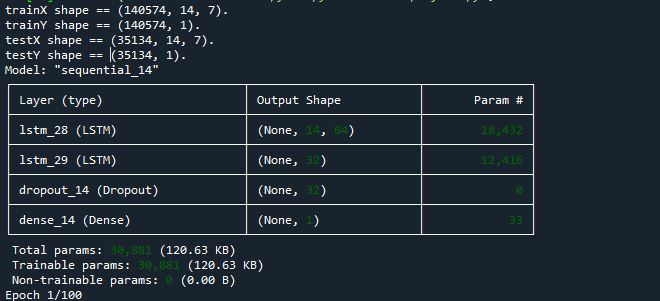 trainX shape == (140574, 14, 7).
trainY shape == (140574, 1).
testX shape == (35134, 14, 7).
testY shape == (35134, 1).
Model: "sequential_14"
Layer (type) Output Shape Param #
lstm_28 (LSTM) (None, 14, 64) 18,432
lstm_29 (LSTM) (None, 32) 12,416
dropout_14 (Dropout) (None, 32) 0
dense_14 (Dense) (None, 1) 33
Total params: 30,881 (120.63 KB)
Trainable params: 30,881 (120.63 KB)
Non-trainable params: 0 (0.00 B)
Epoch 1/100